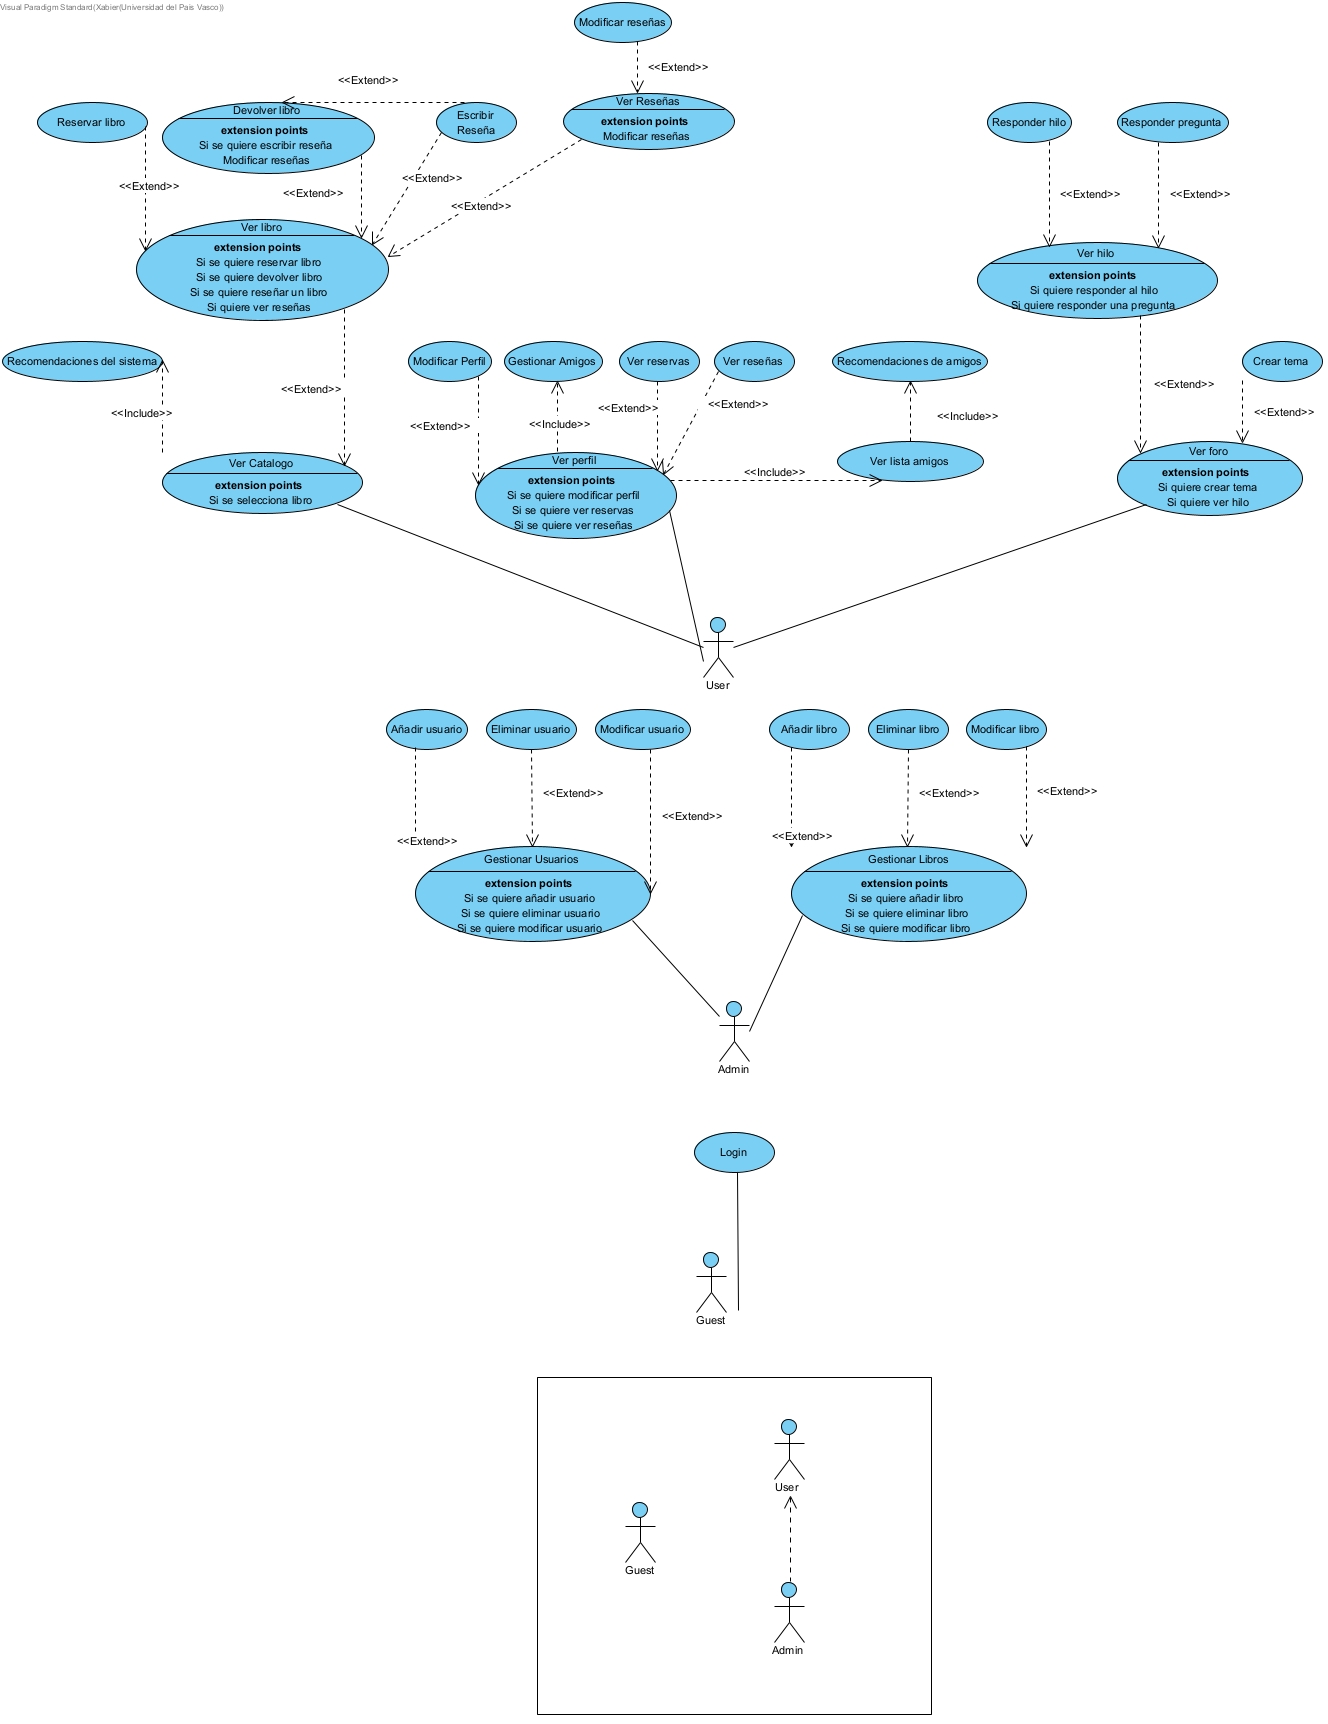 Visual Paradigm Standard(Xabier(Universidad del Pais Vasco))
Modificar reseñas
<<Extend>>
<<Extend>>
Reservar libro
Devolver libro
extension points
Si se quiere escribir reseña
Modificar reseñas
Escribir
Reseña
Ver Reseñas
extension points
Modificar reseñas
Responder hilo
Responder pregunta
<<Extend>>
<<Extend>>
<<Extend>>
<<Extend>>
<<Extend>>
<<Extend>>
Ver libro
extension points
Si se quiere reservar libro
Si se quiere devolver libro
Si se quiere reseñar un libro
Si quiere ver reseñas
Ver hilo
extension points
Si quiere responder al hilo
Si quiere responder una pregunta
Recomendaciones del sistema
Modificar Perfil
Gestionar Amigos
Ver reservas
Ver reseñas
Recomendaciones de amigos
Crear tema
<<Extend>>
<<Include>>
<<Extend>>
<<Include>>
<<Extend>>
<<Extend>>
<<Include>>
<<Extend>>
<<Extend>>
Ver Catalogo
extension points
Si se selecciona libro
Ver perfil
extension points
Si se quiere modificar perfil
Si se quiere ver reservas
Si se quiere ver reseñas
<<Include>>
Ver lista amigos
Ver foro
extension points
Si quiere crear tema
Si quiere ver hilo
User
Añadir usuario
Eliminar usuario
Modificar usuario
Añadir libro
Eliminar libro
Modificar libro
<<Extend>>
<<Extend>>
<<Extend>>
<<Extend>>
<<Extend>>
<<Extend>>
Gestionar Usuarios
extension points
Si se quiere añadir usuario
Si se quiere eliminar usuario
Si se quiere modificar usuario
Gestionar Libros
extension points
Si se quiere añadir libro
Si se quiere eliminar libro
Si se quiere modificar libro
Admin
Login
Guest
User
Guest
Admin